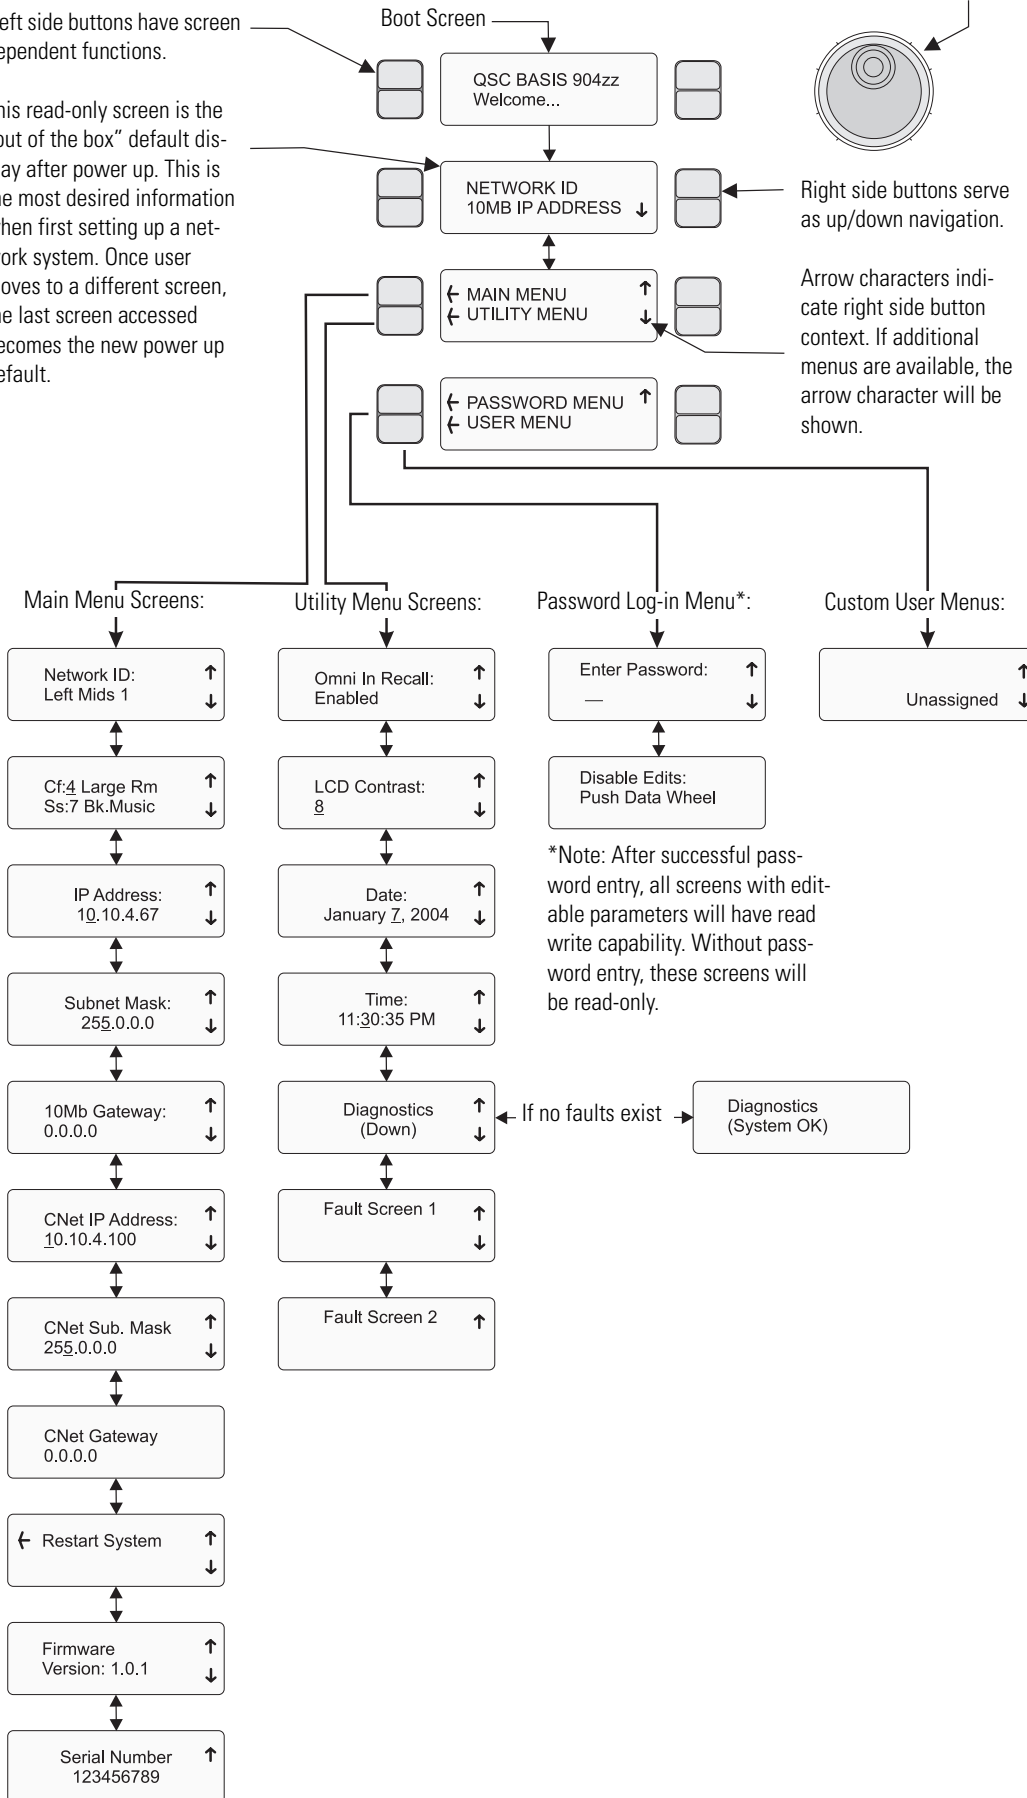 eft side buttons have screen
ependent functions.
his read-only screen is the
out of the box” default dis-
ay after power up. This is
he most desired information
hen first setting up a net-
ork system. Once user
oves to a different screen,
he last screen accessed
ecomes the new power up
efault.
Boot Screen
QSC BASIS 904zz
Welcome...
NETWORK ID
10MB IP ADDRESS ↓
← MAIN MENU ↑
← UTILITY MENU ↓
← PASSWORD MENU ↑
← USER MENU
Right side buttons serve
as up/down navigation.
Arrow characters indi-
cate right side button
context. If additional
menus are available, the
arrow character will be
shown.
Main Menu Screens:
Network ID: ↑
Left Mids 1 ↓
Cf:4 Large Rm ↑
Ss:7 Bk.Music ↓
IP Address: ↑
10.10.4.67 ↓
Subnet Mask: ↑
255.0.0.0 ↓
10Mb Gateway: ↑
0.0.0.0 ↓
CNet IP Address: ↑
10.10.4.100 ↓
CNet Sub. Mask ↑
255.0.0.0 ↓
CNet Gateway
0.0.0.0
← Restart System ↑
↓
Firmware ↑
Version: 1.0.1 ↓
Serial Number ↑
123456789
Utility Menu Screens:
Omni In Recall: ↑
Enabled ↓
LCD Contrast: ↑
8 ↓
Date: ↑
January 7, 2004 ↓
Time: ↑
11:30:35 PM ↓
Diagnostics ↑
(Down) ↓
If no faults exist
Diagnostics
(System OK)
Fault Screen 1 ↑
↓
Fault Screen 2 ↑
Password Log-in Menu*:
Enter Password: ↑
— ↓
Disable Edits:
Push Data Wheel
*Note: After successful pass-
word entry, all screens with edit-
able parameters will have read
write capability. Without pass-
word entry, these screens will
be read-only.
Custom User Menus:
↑
Unassigned ↓